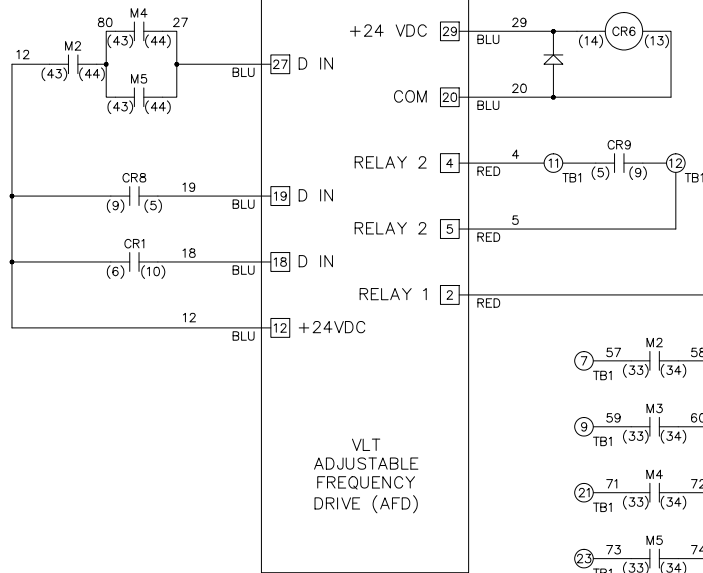 80 M4 27
(43) (44)
12 M2
(43) (44)
M5
(43) (44)
BLU 27 D IN
CR8
(9) (5) 19
BLU 19 D IN
CR1
(6) (10) 18
BLU 18 D IN
12
BLU 12 +24VDC
+24 VDC 29 29
BLU
(14) CR6 (13)
COM 20 20
BLU
RELAY 2 4 4
RED
11 TB1
CR9
(5) (9)
12 TB1
RELAY 2 5 5
RED
RELAY 1 2
RED
VLT
ADJUSTABLE
FREQUENCY
DRIVE (AFD)
7 57 M2 58
TB1 (33) (34)
9 59 M3 60
TB1 (33) (34)
21 71 M4 72
TB1 (33) (34)
23 73 M5 74
TB1 (33) (34)